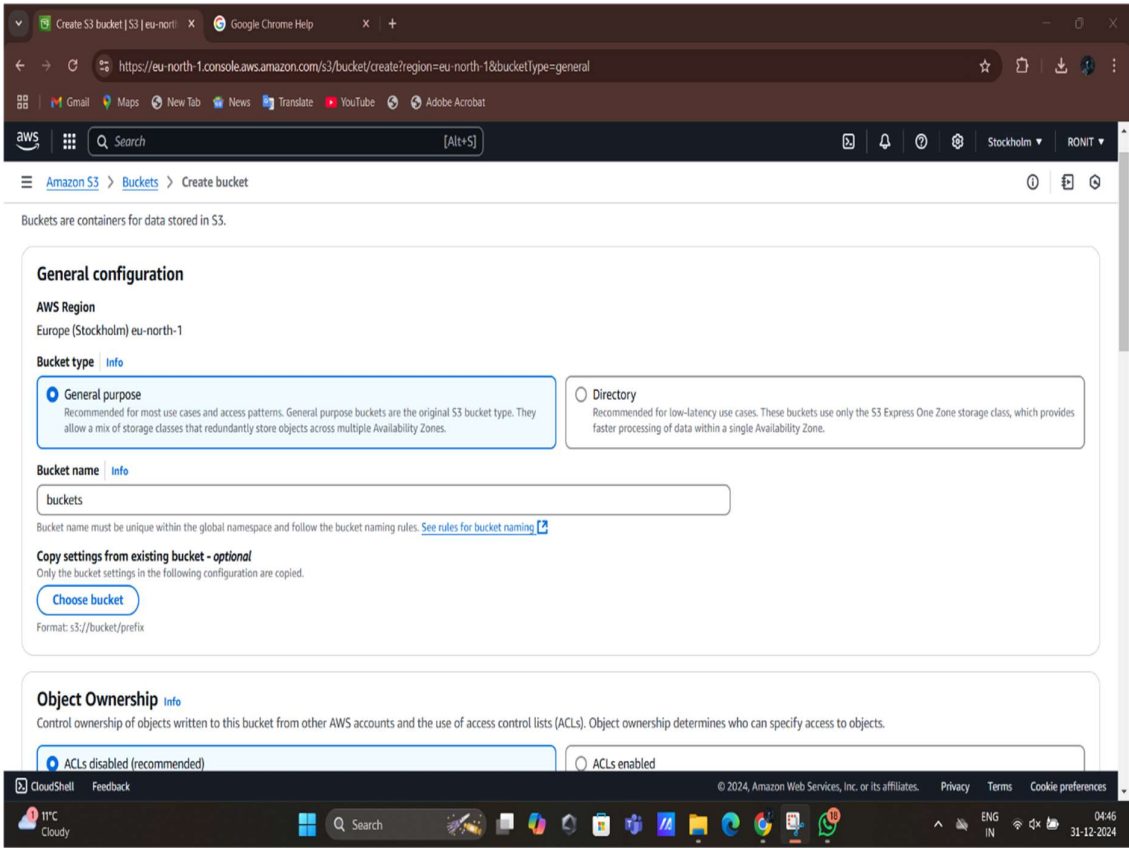 Create S3 bucket | S3 | eu-nort
Google Chrome Help
https://eu-north-1.console.aws.amazon.com/s3/bucket/create?region=eu-north-1&bucketType=general
Gmail Maps New Tab News Translate YouTube Adobe Acrobat
aws Search [Alt+S] Stockholm ▼ RONIT ▼
Amazon S3 > Buckets > Create bucket
Buckets are containers for data stored in S3.
General configuration
AWS Region
Europe (Stockholm) eu-north-1
Bucket type Info
General purpose
Recommended for most use cases and access patterns. General purpose buckets are the original S3 bucket type. They
allow a mix of storage classes that redundantly store objects across multiple Availability Zones.
Directory
Recommended for low-latency use cases. These buckets use only the S3 Express One Zone storage class, which provides
faster processing of data within a single Availability Zone.
Bucket name Info
buckets
Bucket name must be unique within the global namespace and follow the bucket naming rules. See rules for bucket naming
Copy settings from existing bucket - optional
Only the bucket settings in the following configuration are copied.
Choose bucket
Format: s3://bucket/prefix
Object Ownership Info
Control ownership of objects written to this bucket from other AWS accounts and the use of access control lists (ACLs). Object ownership determines who can specify access to objects.
ACLs disabled (recommended)
ACLs enabled
CloudShell Feedback © 2024, Amazon Web Services, Inc. or its affiliates. Privacy Terms Cookie preferences
1 11°C Search 18 ENG 04:46
Cloudy IN 31-12-2024